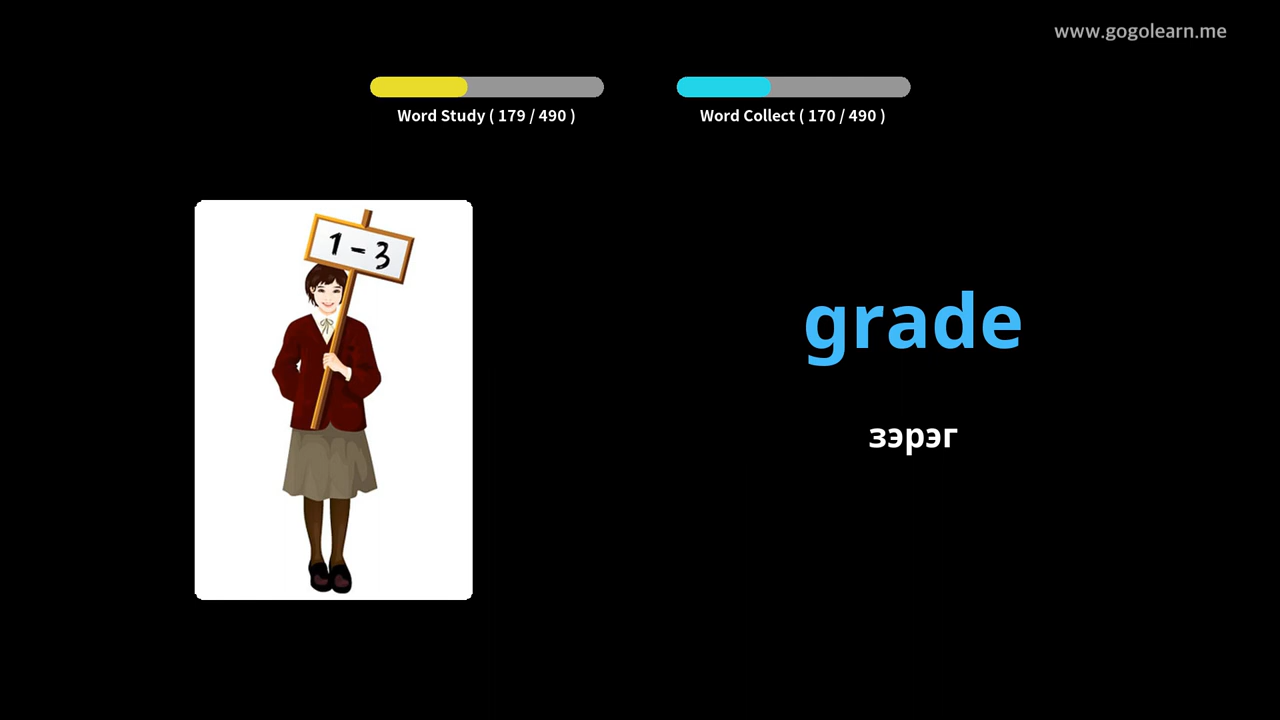 www.gogolearn.me
Word Study ( 179 / 490 )
Word Collect ( 170 / 490 )
1 - 3
grade
зэрэг